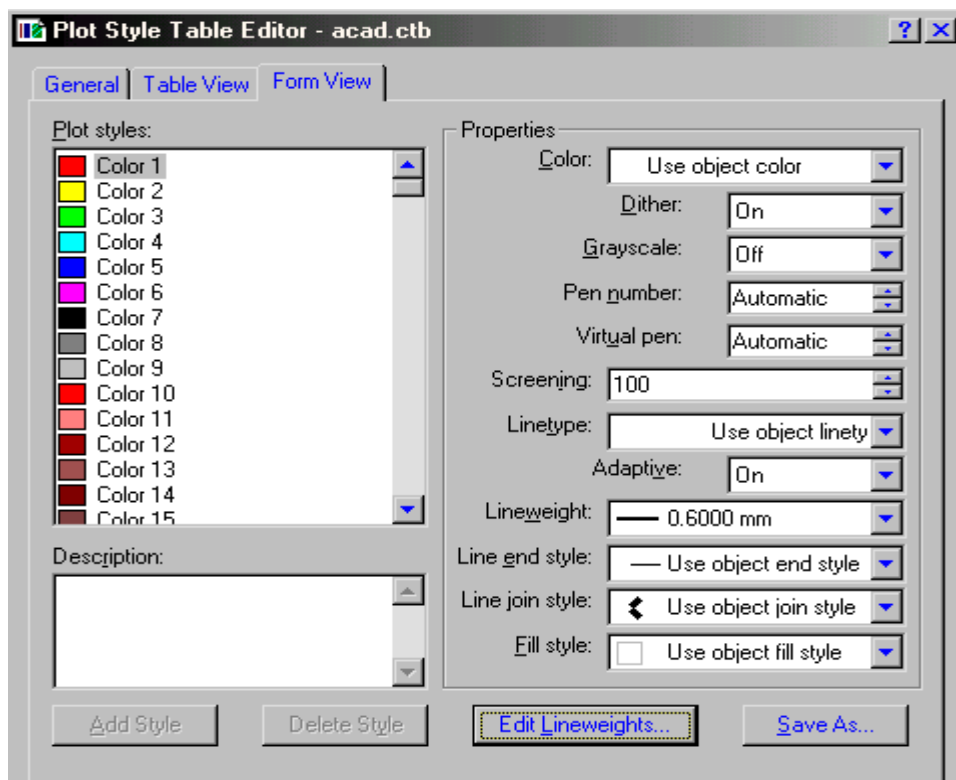 Plot Style Table Editor - acad.ctb
General Table View Form View
Plot styles:
Color 1
Color 2
Color 3
Color 4
Color 5
Color 6
Color 7
Color 8
Color 9
Color 10
Color 11
Color 12
Color 13
Color 14
Color 15
Description:
Add Style
Delete Style
Properties
Color: Use object color
Dither: On
Grayscale: Off
Pen number: Automatic
Virtual pen: Automatic
Screening: 100
Linetype: Use object linety
Adaptive: On
Lineweight: 0.6000 mm
Line end style: Use object end style
Line join style: Use object join style
Fill style: Use object fill style
Edit Lineweights...
Save As...